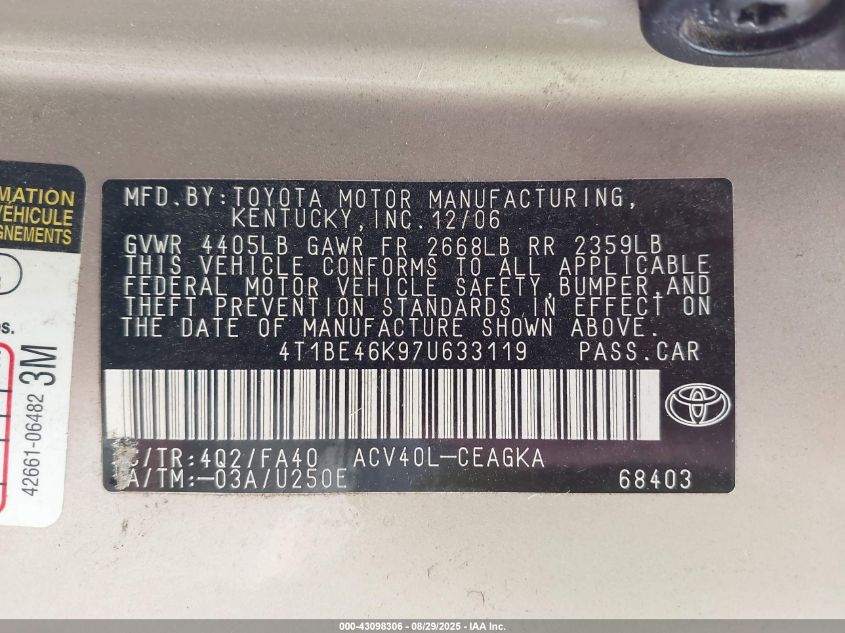 MFD.BY:TOYOTA MOTOR MANUFACTURING,
KENTUCKY,INC.12/06
GVWR 4405LB GAWR FR 2668LB RR 2359LB
THIS VEHICLE CONFORMS TO ALL APPLICABLE
FEDERAL MOTOR VEHICLE SAFETY,BUMPER,AND
THEFT PREVENTION STANDARDS IN EFFECT ON
THE DATE OF MANUFACTURE SHOWN ABOVE.
4T1BE46K97U633119 PASS.CAR
C/TR:4Q2/FA40 ACV40L-CEAGKA
A/TM:-03A/U250E 68403
VÉHICULE
42661-06482 3M
000-43098306 | 08/29/2025 - IAA Inc.